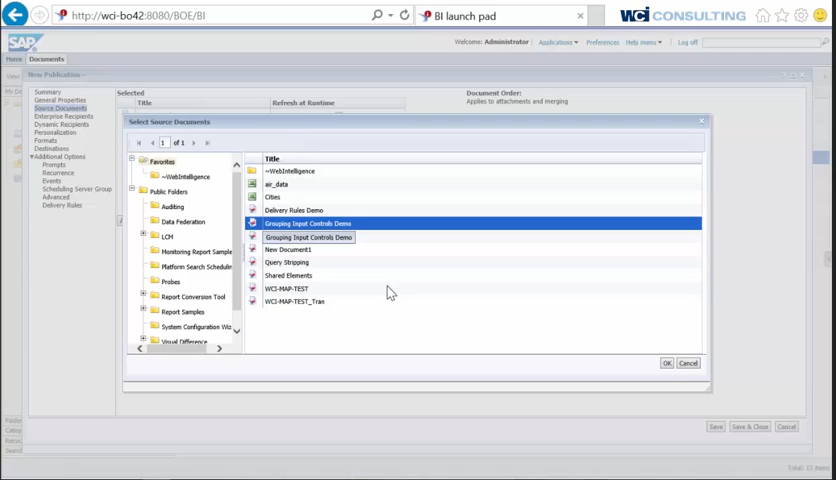 http://wci-bo42:8080/BOE/BI
BI launch pad
WCI CONSULTING
SAP
Welcome: Administrator
Applications
Preferences
Help menu
Log off
Home
Documents
View
New Publication -
My Do
Summary
General Properties
Source Documents
Enterprise Recipients
Dynamic Recipients
Personalization
Formats
Destinations
Additional Options
Prompts
Recurrence
Events
Scheduling Server Group
Advanced
Delivery Rules
Selected
Title
Refresh at Runtime
Document Order:
Applies to attachments and merging
Select Source Documents
1 of 1
Favorites
~WebIntelligence
Public Folders
Auditing
Data Federation
LCM
Monitoring Report Sample
Platform Search Schedulin
Probes
Report Conversion Tool
Report Samples
System Configuration Wiz
Visual Difference
Title
~WebIntelligence
air_data
Cities
Delivery Rules Demo
Grouping Input Controls Demo
Grouping Input Controls Demo
New Document1
Query Stripping
Shared Elements
WCI-MAP-TEST
WCI-MAP-TEST_Tran
OK
Cancel
Folder
Categ
Search
Save
Save & Close
Cancel